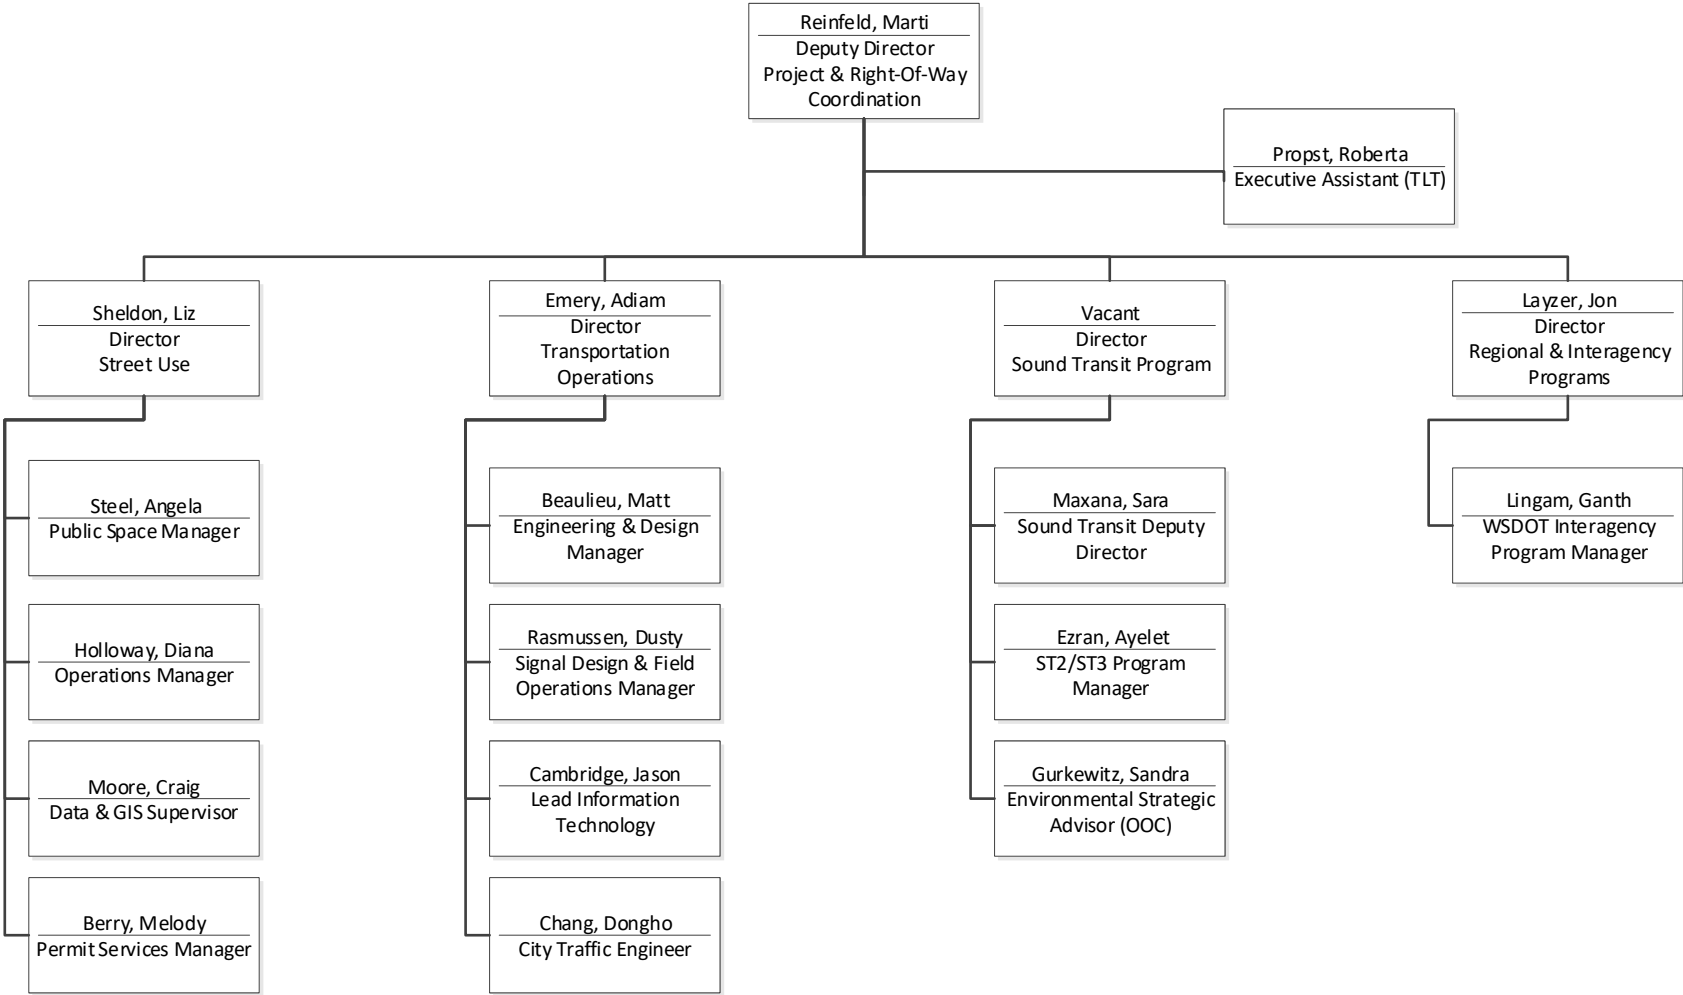 Reinfeld, Marti
Deputy Director
Project & Right-Of-Way
Coordination
Propst, Roberta
Executive Assistant (TLT)
Sheldon, Liz
Director
Street Use
Emery, Adiam
Director
Transportation
Operations
Vacant
Director
Sound Transit Program
Layzer, Jon
Director
Regional & Interagency
Programs
Steel, Angela
Public Space Manager
Beaulieu, Matt
Engineering & Design
Manager
Maxana, Sara
Sound Transit Deputy
Director
Lingam, Ganth
WSDOT Interagency
Program Manager
Holloway, Diana
Operations Manager
Rasmussen, Dusty
Signal Design & Field
Operations Manager
Ezran, Ayelet
ST2/ST3 Program
Manager
Moore, Craig
Data & GIS Supervisor
Cambridge, Jason
Lead Information
Technology
Gurkewitz, Sandra
Environmental Strategic
Advisor (OOC)
Berry, Melody
Permit Services Manager
Chang, Dongho
City Traffic Engineer